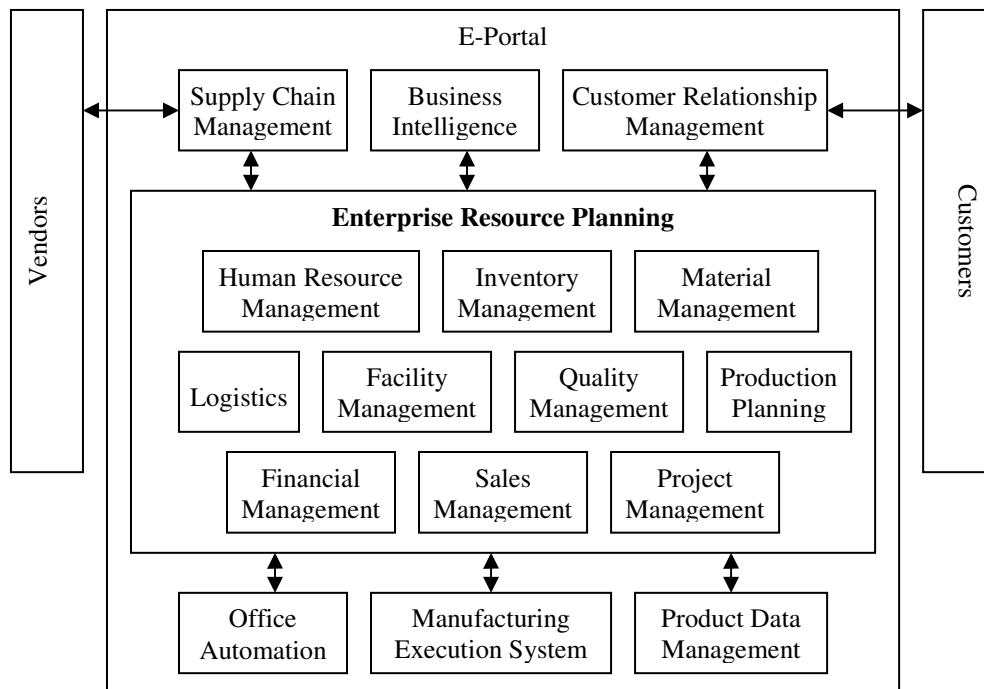 E-Portal
Supply Chain
Management
Business
Intelligence
Customer Relationship
Management
Vendors
Customers
Enterprise Resource Planning
Human Resource
Management
Inventory
Management
Material
Management
Logistics
Facility
Management
Quality
Management
Production
Planning
Financial
Management
Sales
Management
Project
Management
Office
Automation
Manufacturing
Execution System
Product Data
Management